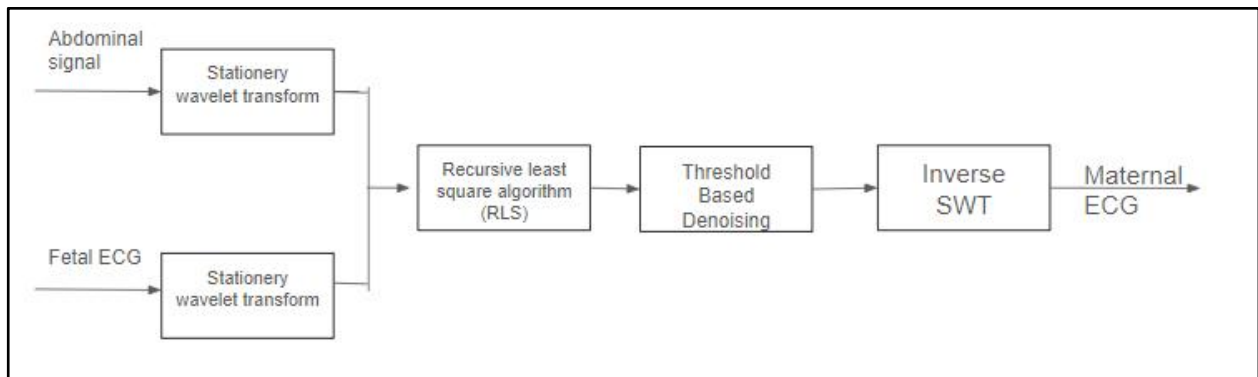 Abdominal
signal
Stationery
wavelet transform
Recursive least
square algorithm
(RLS)
Threshold
Based
Denoising
Inverse
SWT
Maternal
ECG
Fetal ECG
Stationery
wavelet transform